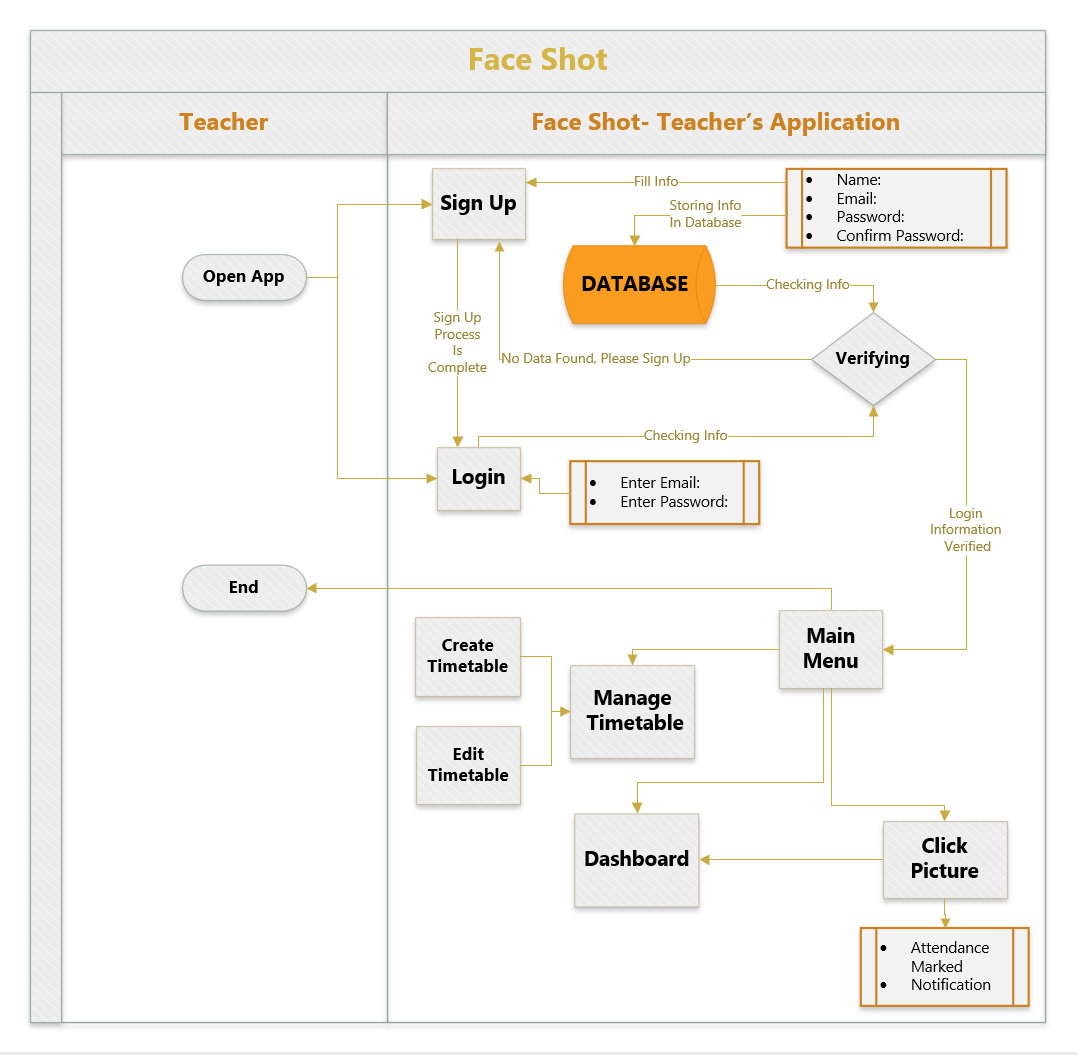 Face Shot
Teacher
Face Shot- Teacher’s Application
Sign Up
Fill Info
• Name:
• Email:
• Password:
• Confirm Password:
Storing Info
In Database
Open App
DATABASE
Checking Info
Sign Up
Process
Is
Complete
No Data Found, Please Sign Up
Verifying
Checking Info
Login
• Enter Email:
• Enter Password:
Login
Information
Verified
End
Main
Menu
Create
Timetable
Manage
Timetable
Edit
Timetable
Dashboard
Click
Picture
• Attendance
Marked
• Notification